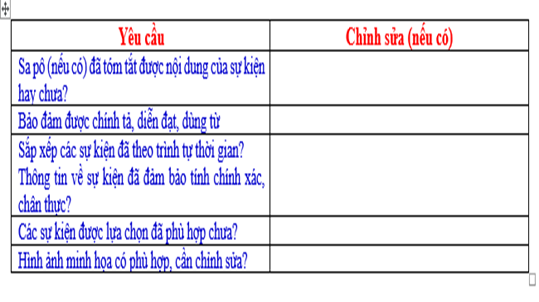 Yêu cầu
Chỉnh sửa (nếu có)
Sa pô (nếu có) đã tóm tắt được nội dung của sự kiện
hay chưa?
Bảo đảm được chính tả, diễn đạt, dùng từ
Sắp xếp các sự kiện đã theo trình tự thời gian?
Thông tin về sự kiện đã đảm bảo tính chính xác,
chân thực?
Các sự kiện được lựa chọn đã phù hợp chưa?
Hình ảnh minh họa có phù hợp, cần chỉnh sửa?